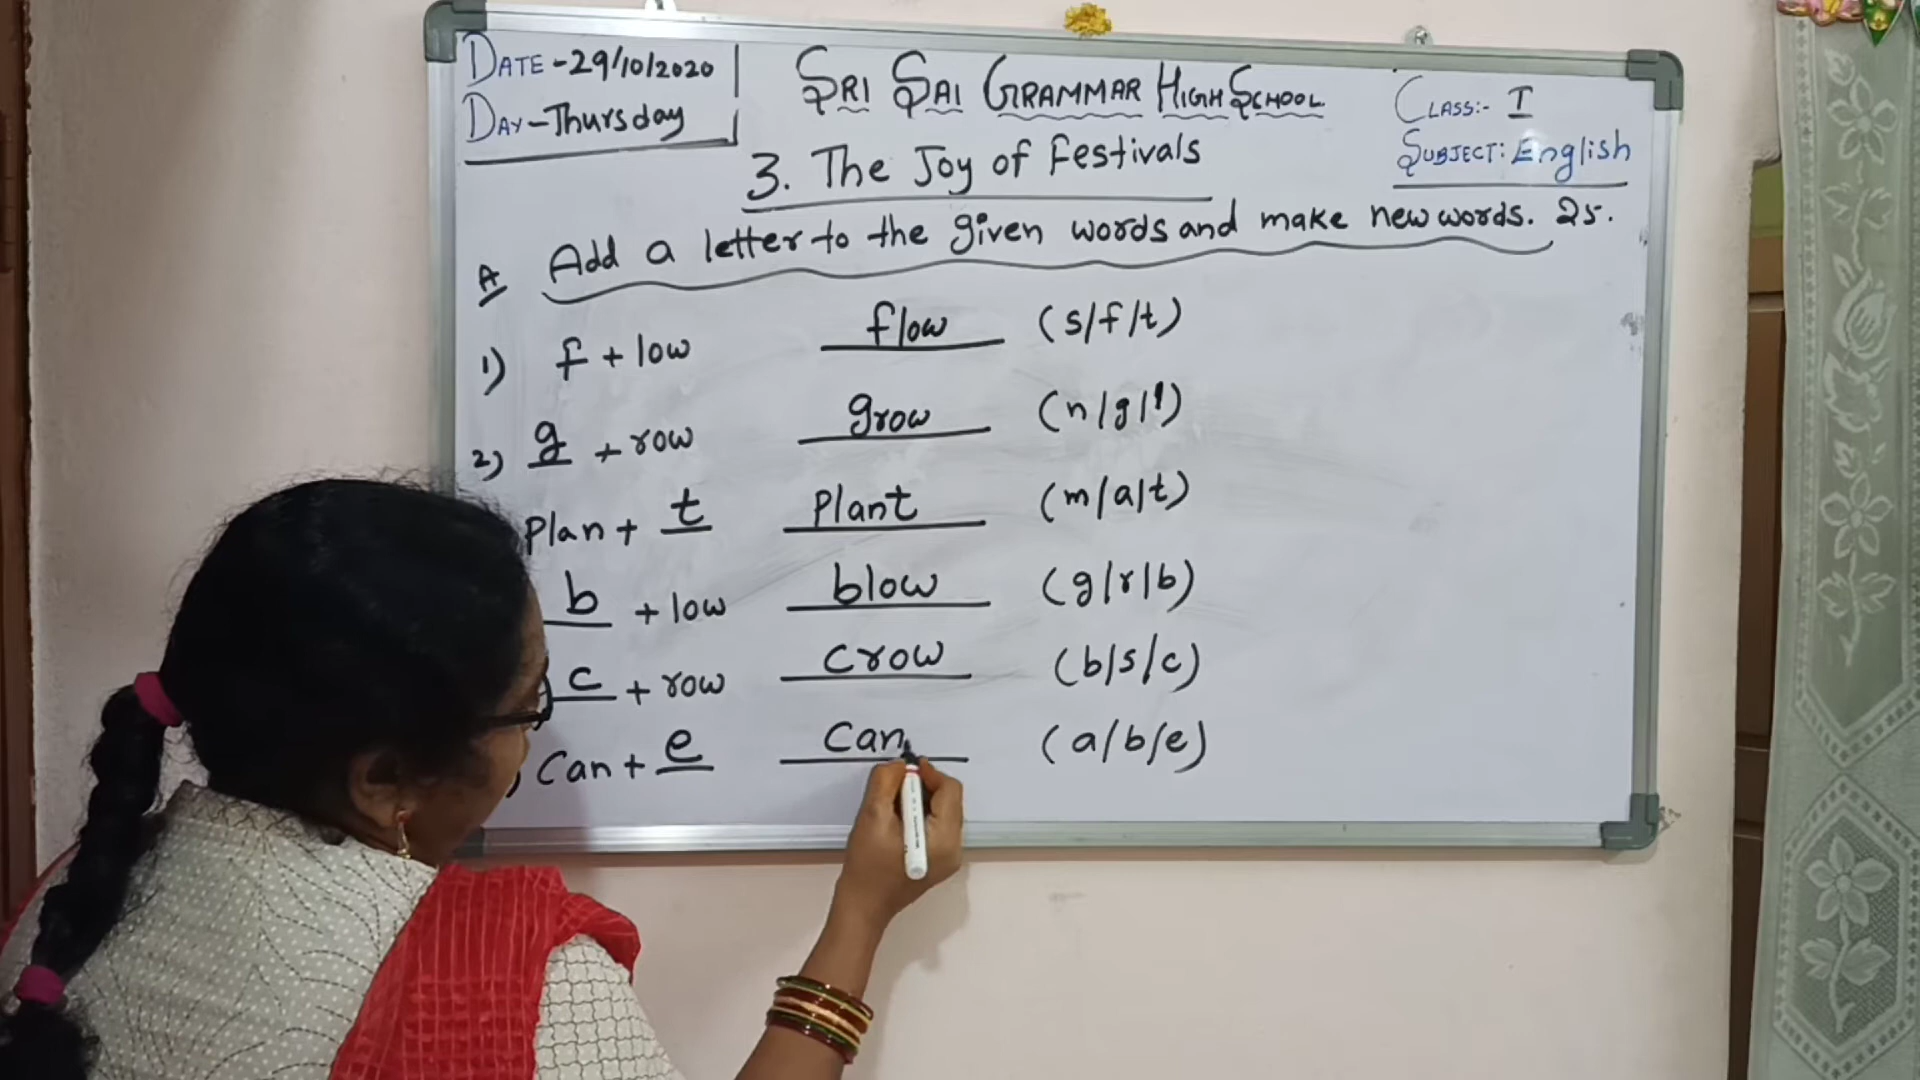 DATE - 29/10/2020
DAY - Thursday
SRI SAI GRAMMAR HIGH SCHOOL
CLASS:- I
SUBJECT: English
3. The Joy of Festivals
A Add a letter to the given words and make new words. 25.
1) f + low flow (s/f/t)
2) g + row grow (n/g/l)
Plan + t Plant (m/a/t)
b + low blow (g/r/b)
) c + row crow (b/s/c)
) Can + e Can (a/b/e)